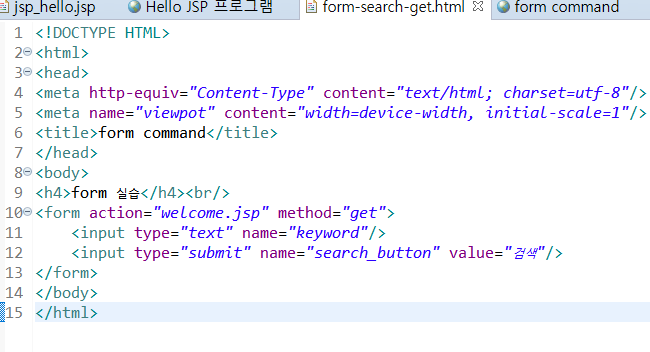 jsp_hello.jsp Hello JSP 프로그램 form-search-get.html form command
1 <!DOCTYPE HTML>
2 <html>
3 <head>
4 <meta http-equiv="Content-Type" content="text/html; charset=utf-8"/>
5 <meta name="viewpot" content="width=device-width, initial-scale=1"/>
6 <title>form command</title>
7 </head>
8 <body>
9 <h4>form 실습</h4><br/>
10 <form action="welcome.jsp" method="get">
11 <input type="text" name="keyword"/>
12 <input type="submit" name="search_button" value="검색"/>
13 </form>
14 </body>
15 </html>